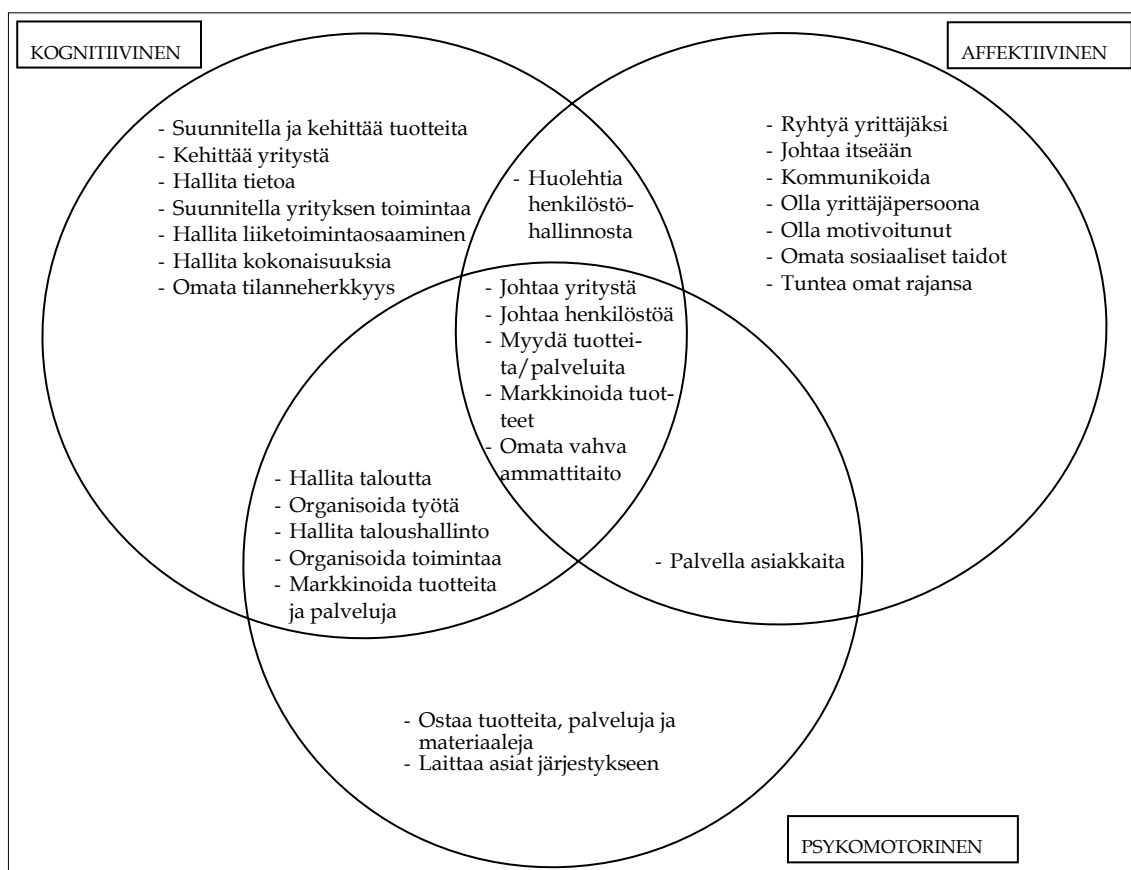 KOGNITIIVINEN
AFFEKTIIVINEN
- Suunnitella ja kehittää tuotteita
- Kehittää yritystä
- Hallita tietoa
- Suunnitella yrityksen toimintaa
- Hallita liiketoimintaosaaminen
- Hallita kokonaisuuksia
- Omata tilanneherkkyys
- Huolehtia
henkilöstö-
hallinnosta
- Ryhtyä yrittäjäksi
- Johtaa itseään
- Kommunikoida
- Olla yrittäjäpersoona
- Olla motivoitunut
- Omata sosiaaliset taidot
- Tuntea omat rajansa
- Johtaa yritystä
- Johtaa henkilöstöä
- Myydä tuottei-
ta/palveluita
- Markkinoida tuot-
teet
- Omata vahva
ammattitaito
- Hallita taloutta
- Organisoida työtä
- Hallita taloushallinto
- Organisoida toimintaa
- Markkinoida tuotteita
ja palveluja
- Palvella asiakkaita
- Ostaa tuotteita, palveluja ja
materiaaleja
- Laittaa asiat järjestykseen
PSYKOMOTORINEN